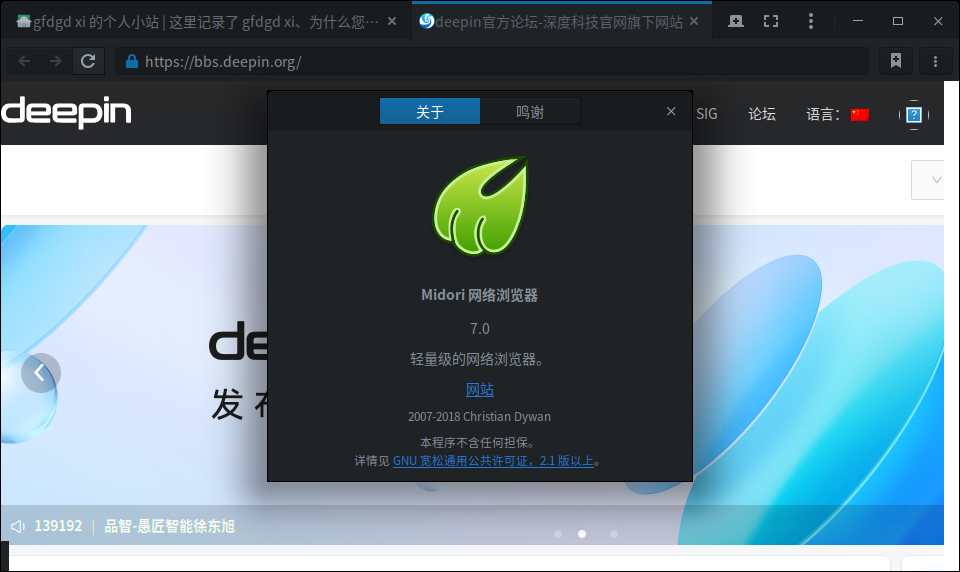 gfdgd xi 的个人小站 | 这里记录了 gfdgd xi、为什么您…
deepin官方论坛-深度科技官网旗下网站
https://bbs.deepin.org/
deepin
SIG
论坛
语言：
关于
鸣谢
Midori 网络浏览器
7.0
轻量级的网络浏览器。
网站
2007-2018 Christian Dywan
本程序不含任何担保。
详情见 GNU 宽松通用公共许可证，2.1 版以上。
de
发
139192 | 品智-愚匠智能徐东旭